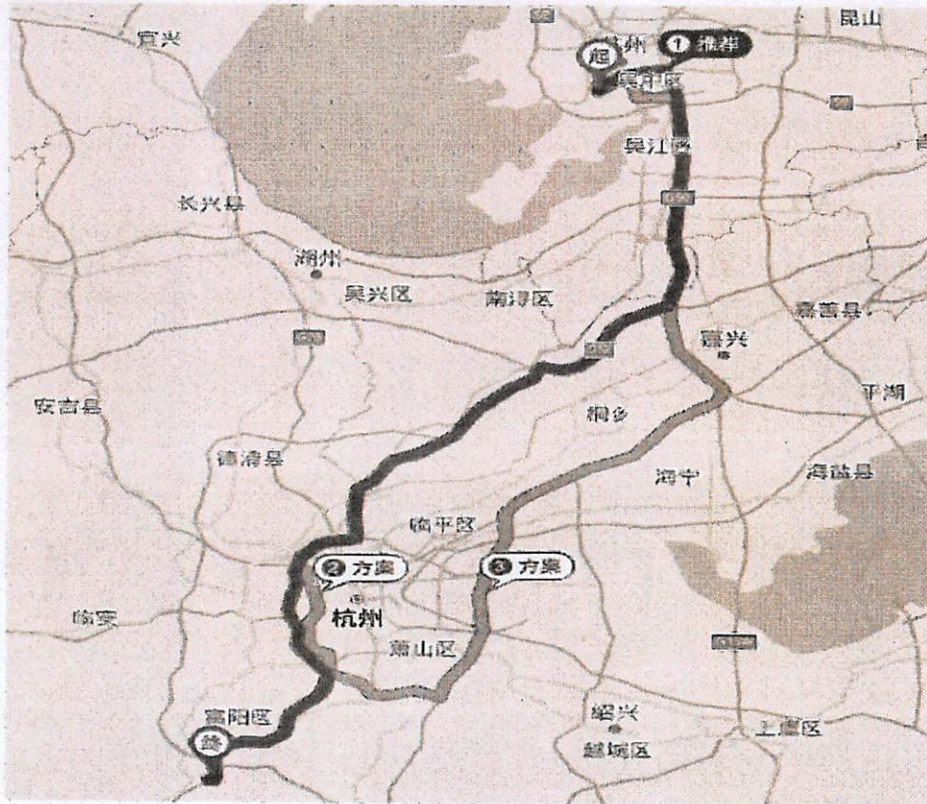 昆山
宜兴
起
1 推荐
吴中区
吴江区
长兴县
湖州
吴兴区
南浔区
嘉善县
嘉兴
平湖
安吉县
桐乡
德清县
海宁
海盐县
临平区
2 方案
3 方案
杭州
临安
萧山区
富阳区
终
绍兴
越城区
上虞区